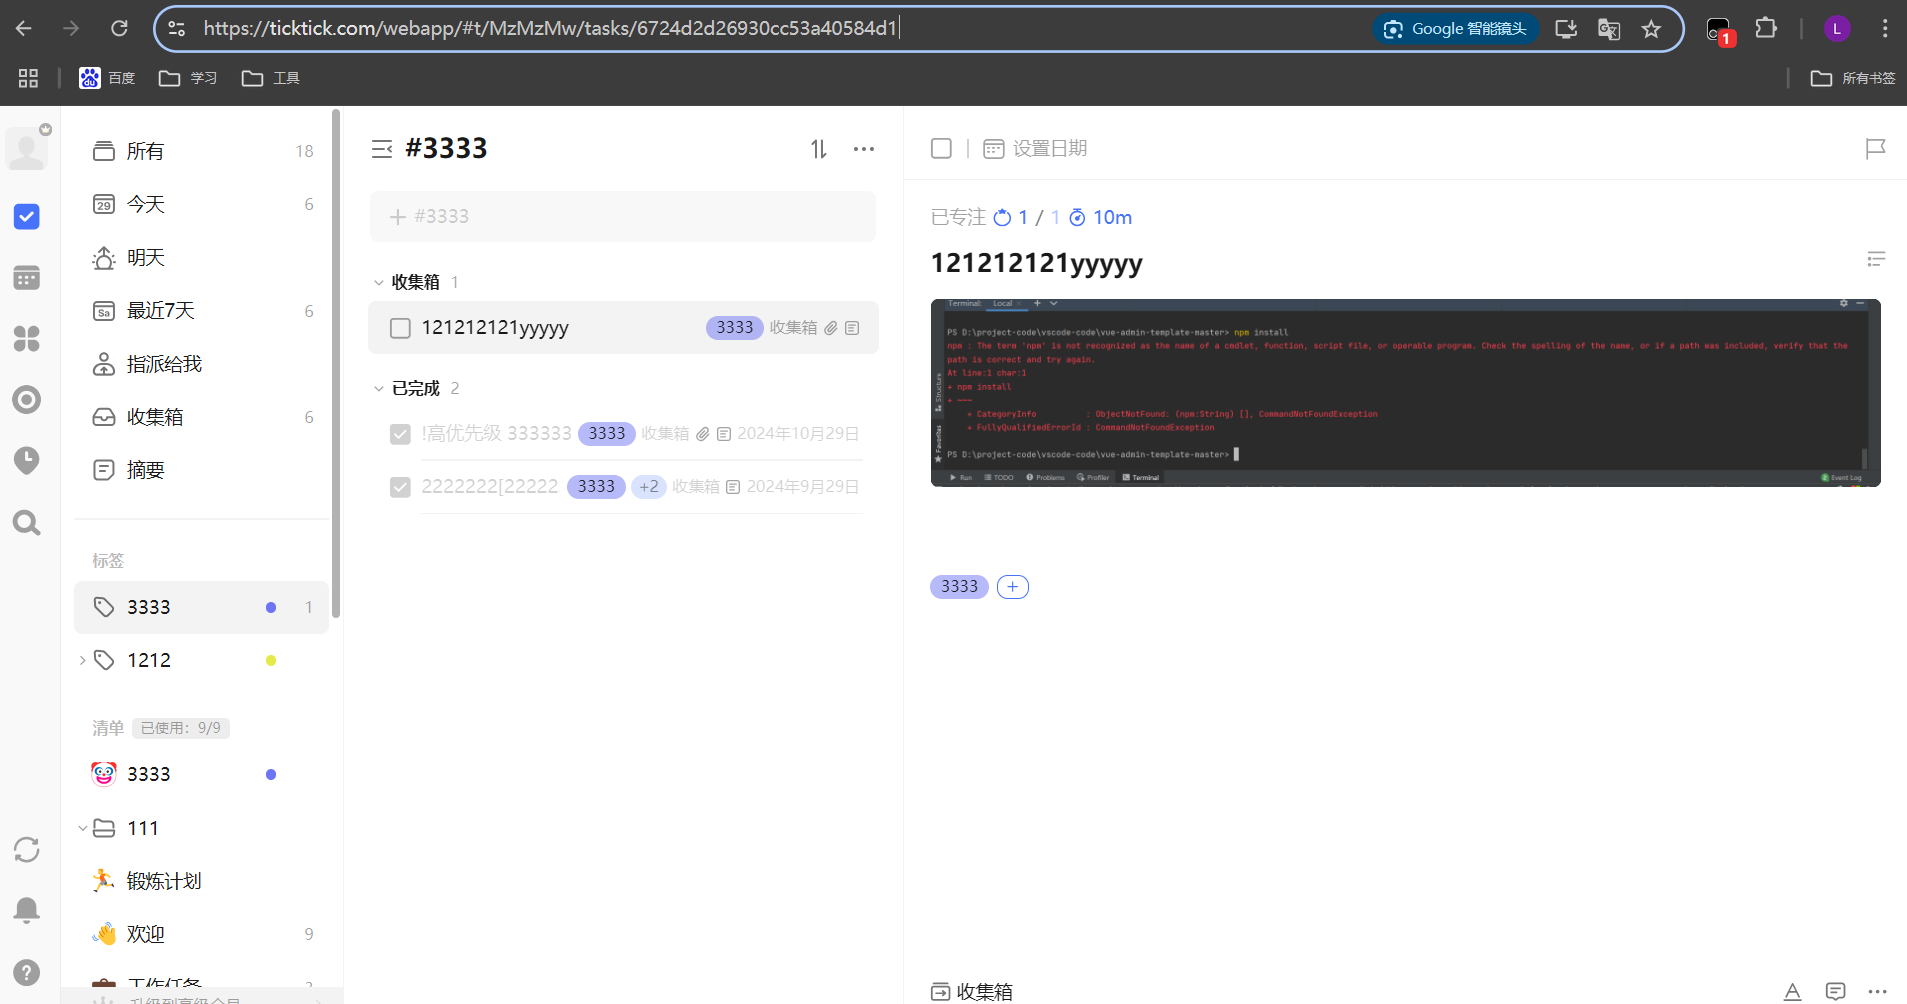 https://ticktick.com/webapp/#t/MzMzMw/tasks/6724d2d26930cc53a40584d1
Google 智能镜头
1
L
百度
学习
工具
所有书签
所有 18
29 今天 6
明天
Sa 最近7天 6
指派给我
收集箱 6
摘要
标签
3333 1
1212
清单 已使用：9/9
3333
111
锻炼计划
欢迎 9
工作任务
升级到高级会员
#3333
#3333
收集箱 1
121212121yyyyy 3333 收集箱
已完成 2
!高优先级 333333 3333 收集箱 2024年10月29日
2222222[22222 3333 +2 收集箱 2024年9月29日
设置日期
已专注 1 / 1 10m
121212121yyyyy
Terminal: Local × +
PS D:\project-code\vscode-code\vue-admin-template-master> npm install
npm : The term 'npm' is not recognized as the name of a cmdlet, function, script file, or operable program. Check the spelling of the name, or if a path was included, verify that the
path is correct and try again.
At line:1 char:1
+ npm install
+ ~~~
+ CategoryInfo : ObjectNotFound: (npm:String) [], CommandNotFoundException
+ FullyQualifiedErrorId : CommandNotFoundException
PS D:\project-code\vscode-code\vue-admin-template-master>
Structure
Favorites
Run TODO Problems Profiler Terminal 2 Event Log
3333 +
收集箱